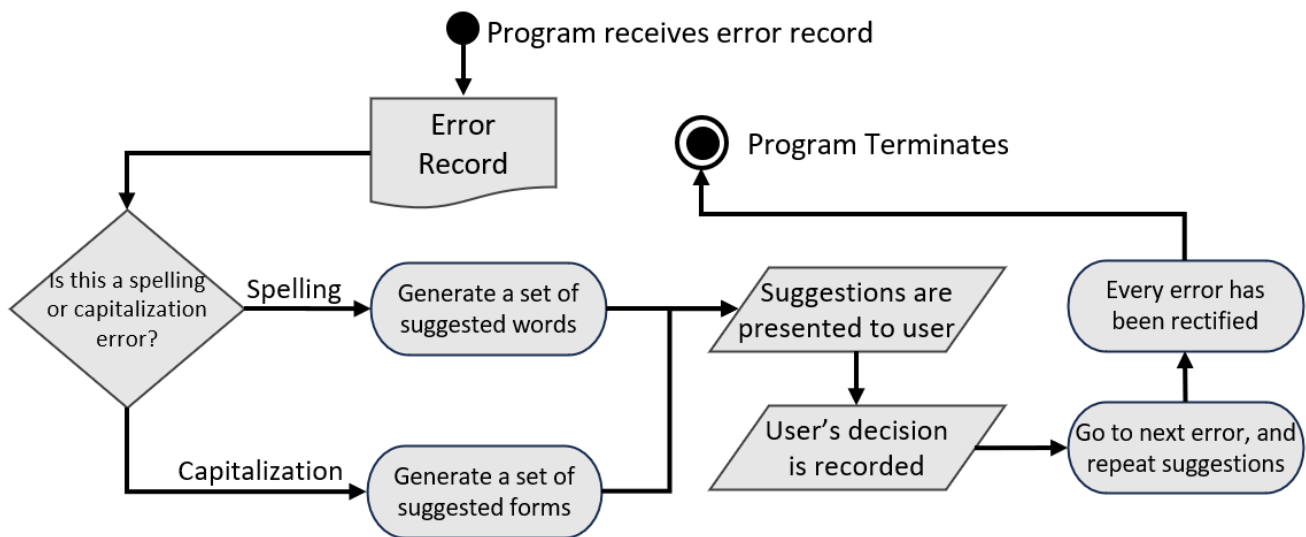 Program receives error record
Error
Record
Program Terminates
Is this a spelling
or capitalization
error?
Spelling
Generate a set of
suggested words
Suggestions are
presented to user
Every error has
been rectified
Capitalization
Generate a set of
suggested forms
User’s decision
is recorded
Go to next error, and
repeat suggestions